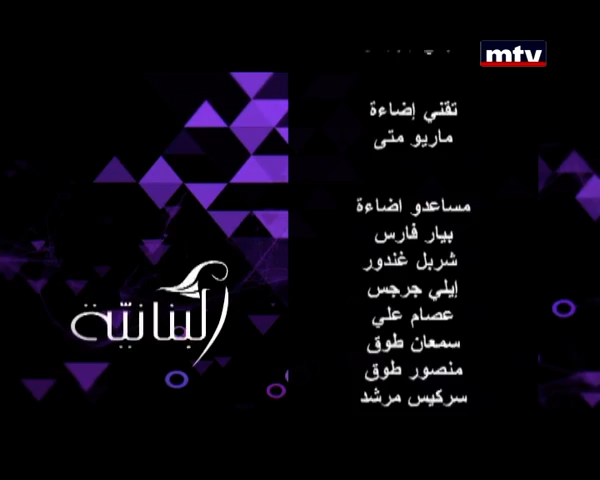 mtv
تقني إضاءة
ماريو متى
مساعدو اضاءة
بيار فارس
شربل غندور
إيلي جرجس
عصام علي
سمعان طوق
منصور طوق
سركيس مرشد
اللبنانيّة